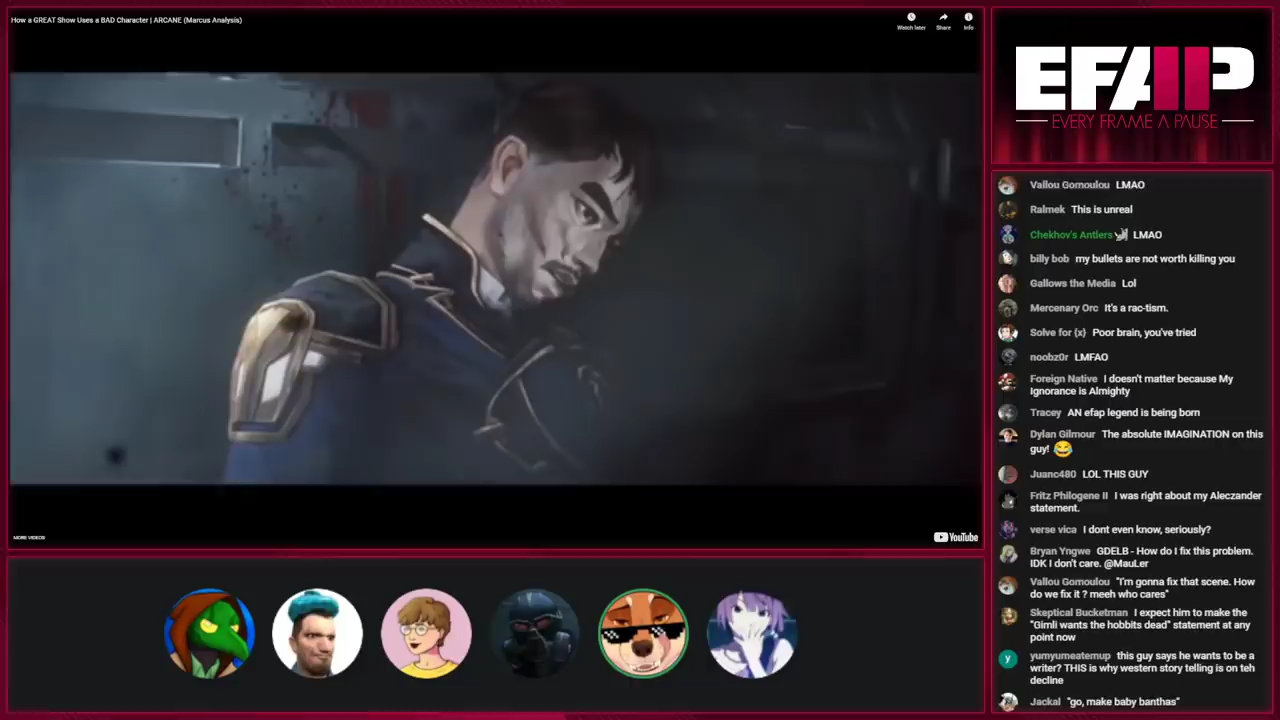 How a GREAT Show Uses a BAD Character | ARCANE (Marcus Analysis)
Watch later
Share
Info
MORE VIDEOS
YouTube
EFAP
EVERY FRAME A PAUSE
Vallou Gomoulou LMAO
Ralmek This is unreal
Chekhov's Antlers LMAO
billy bob my bullets are not worth killing you
Gallows the Media Lol
Mercenary Orc It's a rac-tism.
Solve for {x} Poor brain, you've tried
noobz0r LMFAO
Foreign Native I doesn't matter because My
Ignorance is Almighty
Tracey AN efap legend is being born
Dylan Gilmour The absolute IMAGINATION on this
guy! 😂
Juanc480 LOL THIS GUY
Fritz Philogene II I was right about my Aleczander
statement.
verse vica I dont even know, seriously?
Bryan Yngwe GDELB - How do I fix this problem.
IDK I don't care. @MauLer
Vallou Gomoulou "I'm gonna fix that scene. How
do we fix it ? meeh who cares"
Skeptical Bucketman I expect him to make the
"Gimli wants the hobbits dead" statement at any
point now
y
yumyumeatemup this guy says he wants to be a
writer? THIS is why western story telling is on teh
decline
Jackal "go, make baby banthas"